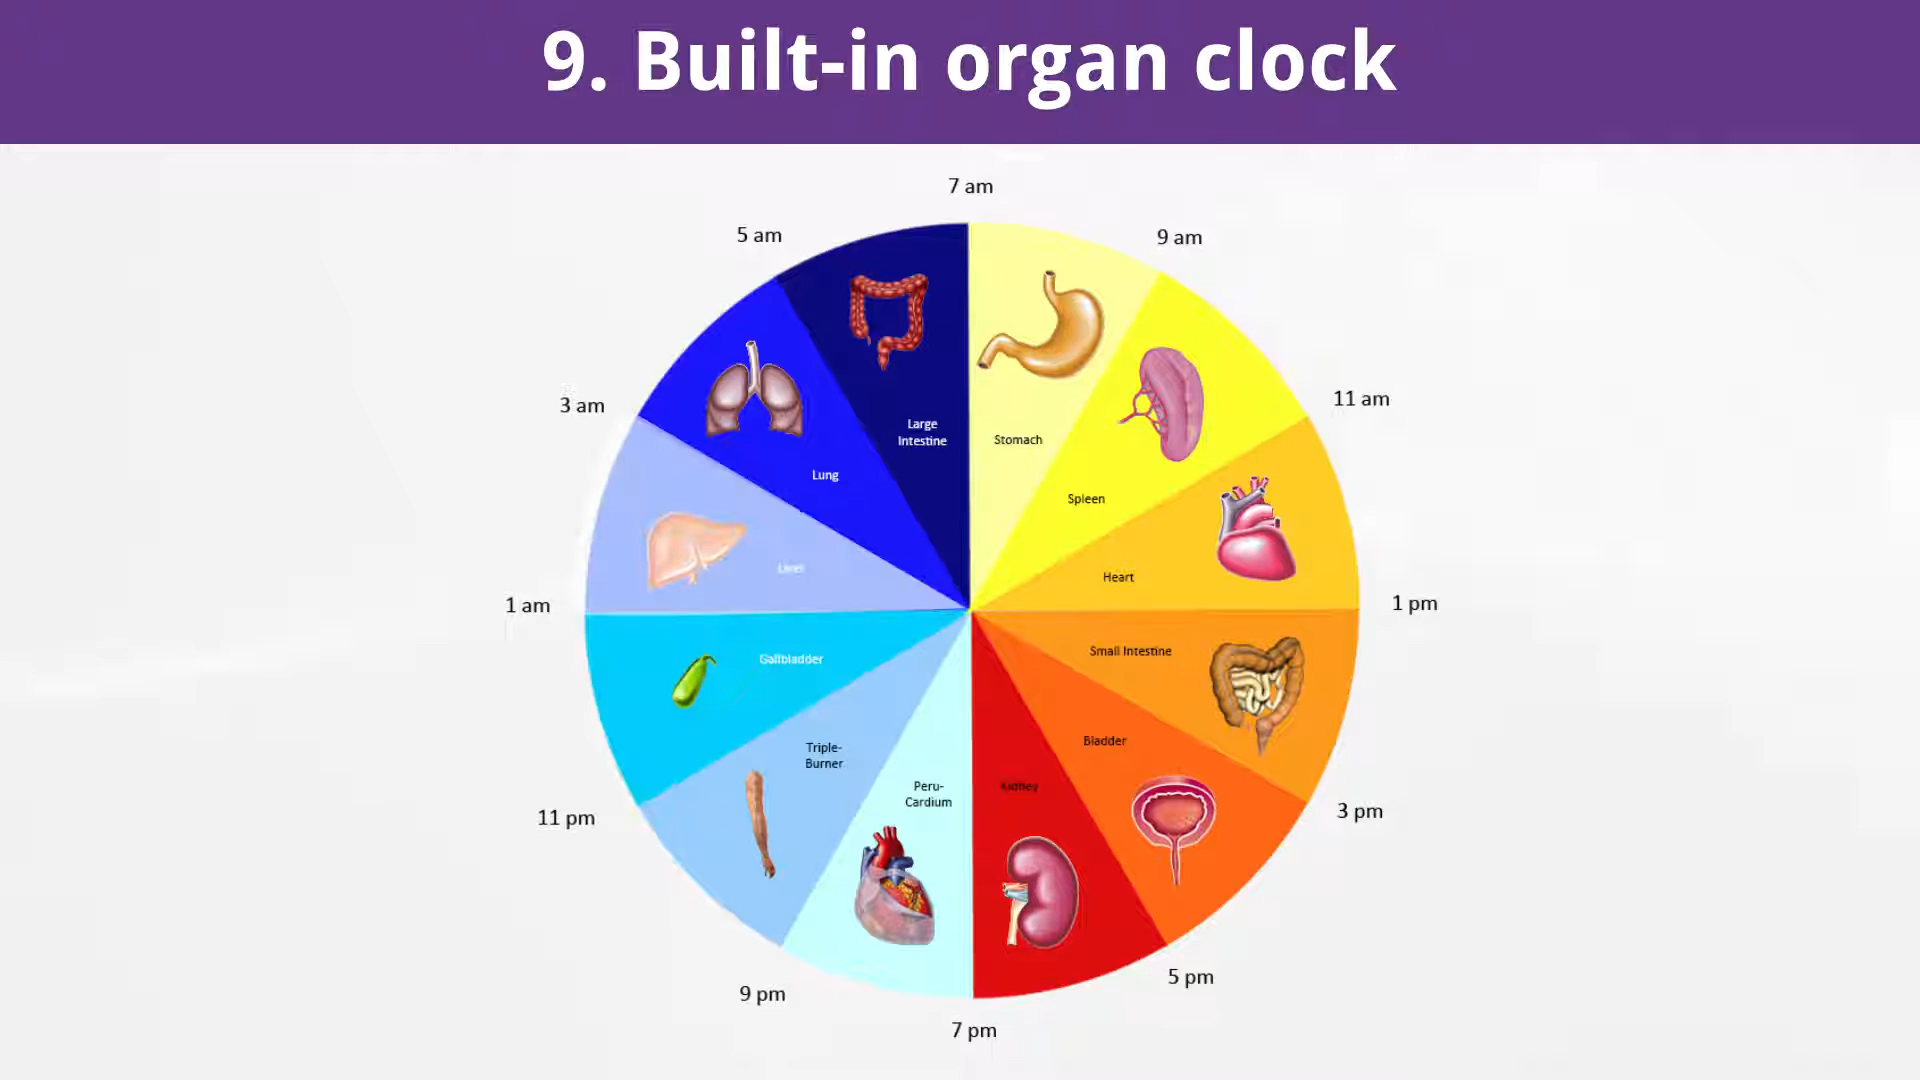 9. Built-in organ clock
7 am
5 am
9 am
3 am
11 am
Large
Intestine
Stomach
Lung
Spleen
Liver
Heart
1 am
1 pm
Gallbladder
Small Intestine
Triple-
Burner
Bladder
Peru-
Cardium
Kidney
11 pm
3 pm
9 pm
5 pm
7 pm